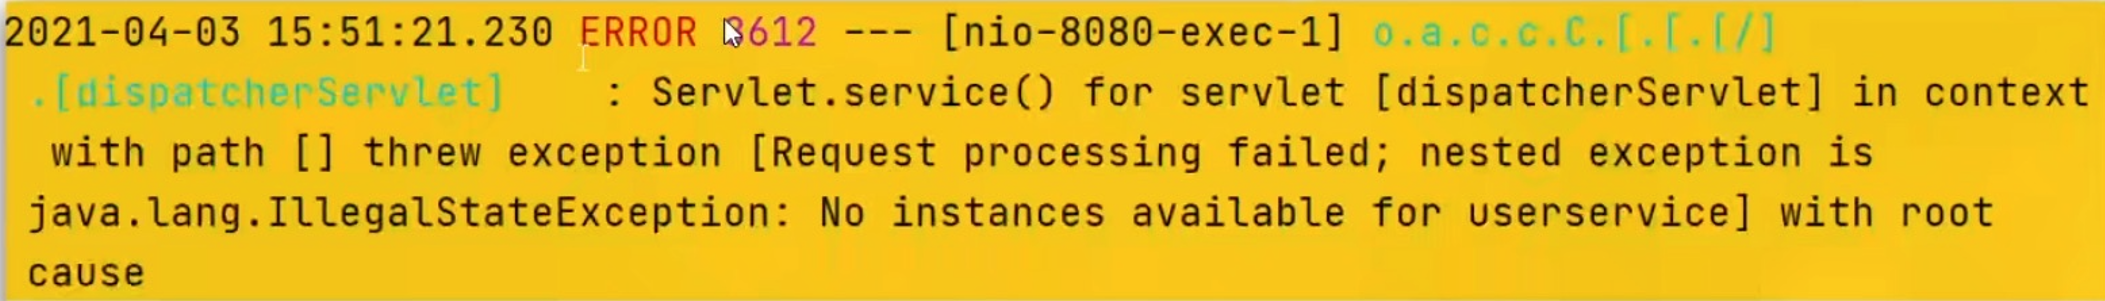 2021-04-03 15:51:21.230 ERROR 8612 --- [nio-8080-exec-1] o.a.c.c.C.[.[.[/]
.[dispatcherServlet] : Servlet.service() for servlet [dispatcherServlet] in context
with path [] threw exception [Request processing failed; nested exception is
java.lang.IllegalStateException: No instances available for userservice] with root
cause